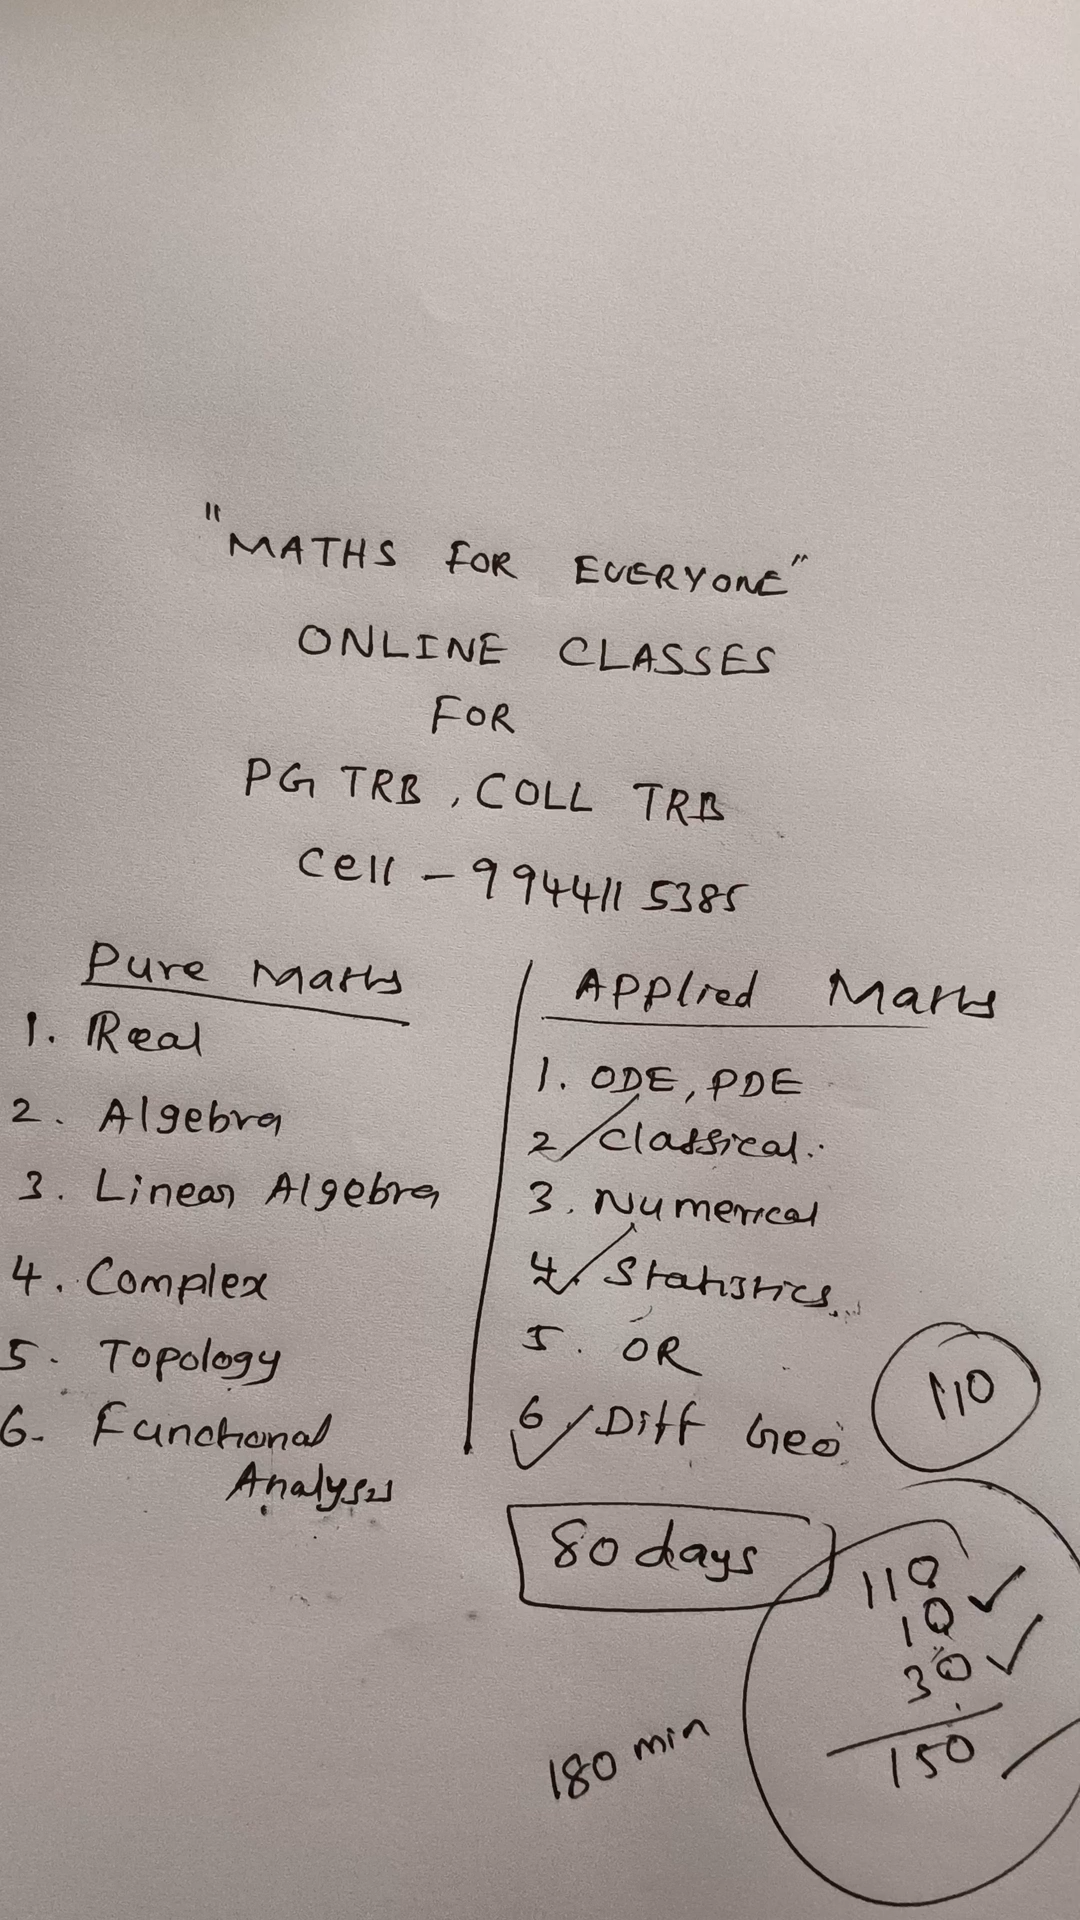 "MATHS FOR EVERYONE"
ONLINE CLASSES
FOR
PG TRB, COLL TRB
Cell - 9944115385
Pure Maths
1. Real
2. Algebra
3. Linear Algebra
4. Complex
5. Topology
6. Functional
Analysis
Applied Maths
1. ODE, PDE
2 Classical.
3. Numerical
4. Statistics
5. OR
6 Diff Geo
110
80 days
110
10
30
150
180 min